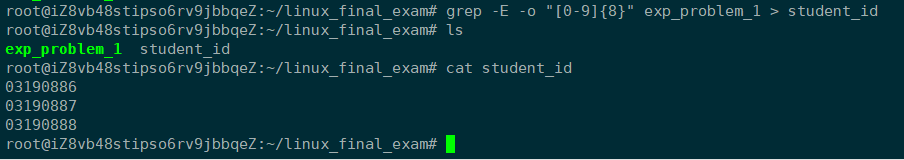 root@iZ8vb48stipso6rv9jbbqeZ:~/linux_final_exam# grep -E -o "[0-9]{8}" exp_problem_1 > student_id
root@iZ8vb48stipso6rv9jbbqeZ:~/linux_final_exam# ls
exp_problem_1  student_id
root@iZ8vb48stipso6rv9jbbqeZ:~/linux_final_exam# cat student_id
03190886
03190887
03190888
root@iZ8vb48stipso6rv9jbbqeZ:~/linux_final_exam#